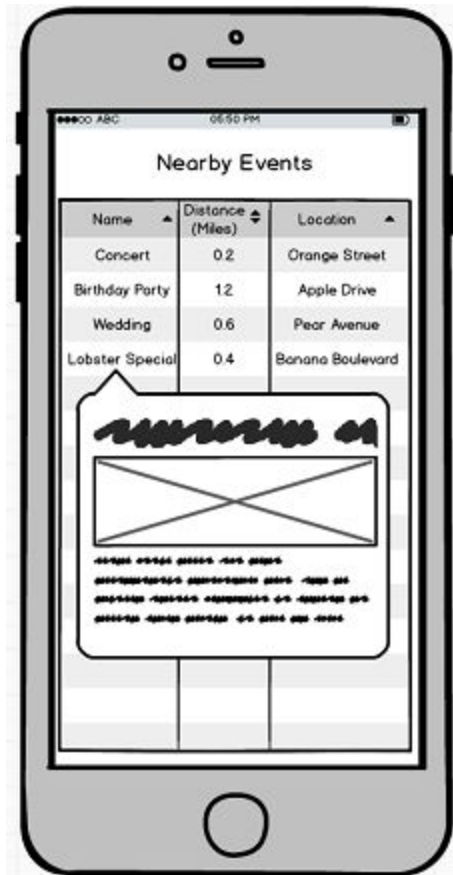 ABC 05:50 PM
Nearby Events
Name Distance (Miles) Location
Concert 0.2 Orange Street
Birthday Party 1.2 Apple Drive
Wedding 0.6 Pear Avenue
Lobster Special 0.4 Banana Boulevard